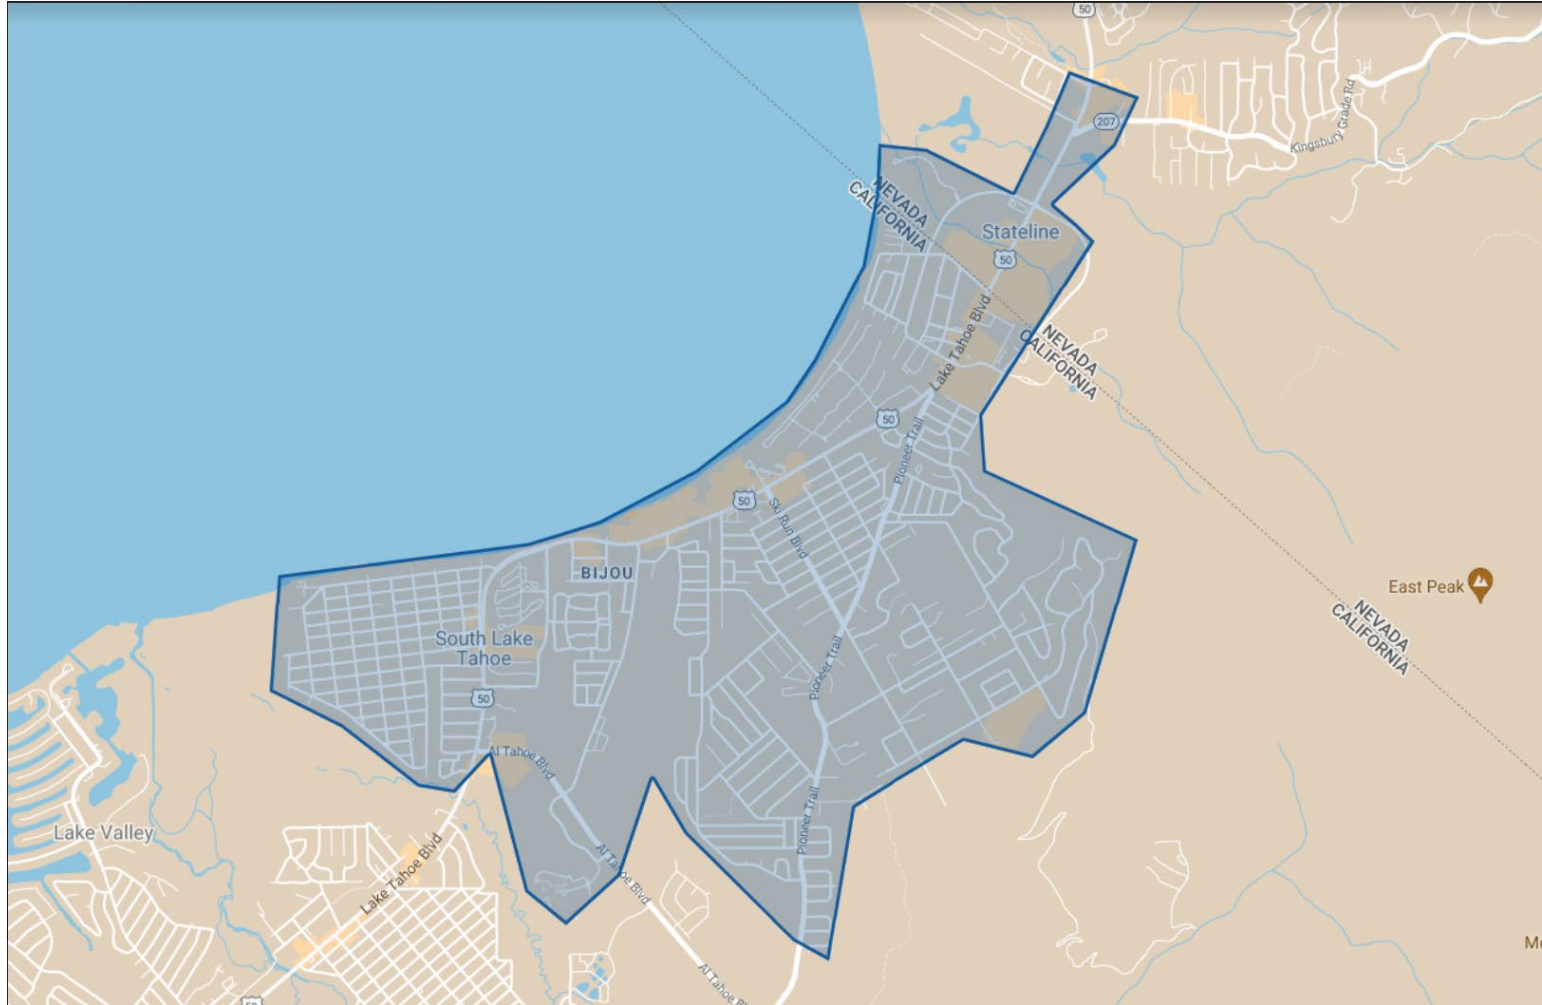 50
207
Kingsbury Grade Rd
NEVADA
CALIFORNIA
Stateline
50
Lake Tahoe Blvd
NEVADA
CALIFORNIA
50
Pioneer Trail
50
Ski Run Blvd
BIJOU
East Peak
NEVADA
CALIFORNIA
South Lake
Tahoe
Pioneer Trail
50
Al Tahoe Blvd
Pioneer Trail
Lake Valley
Lake Tahoe Blvd
Al Tahoe Blvd
Al Tahoe Blvd
50